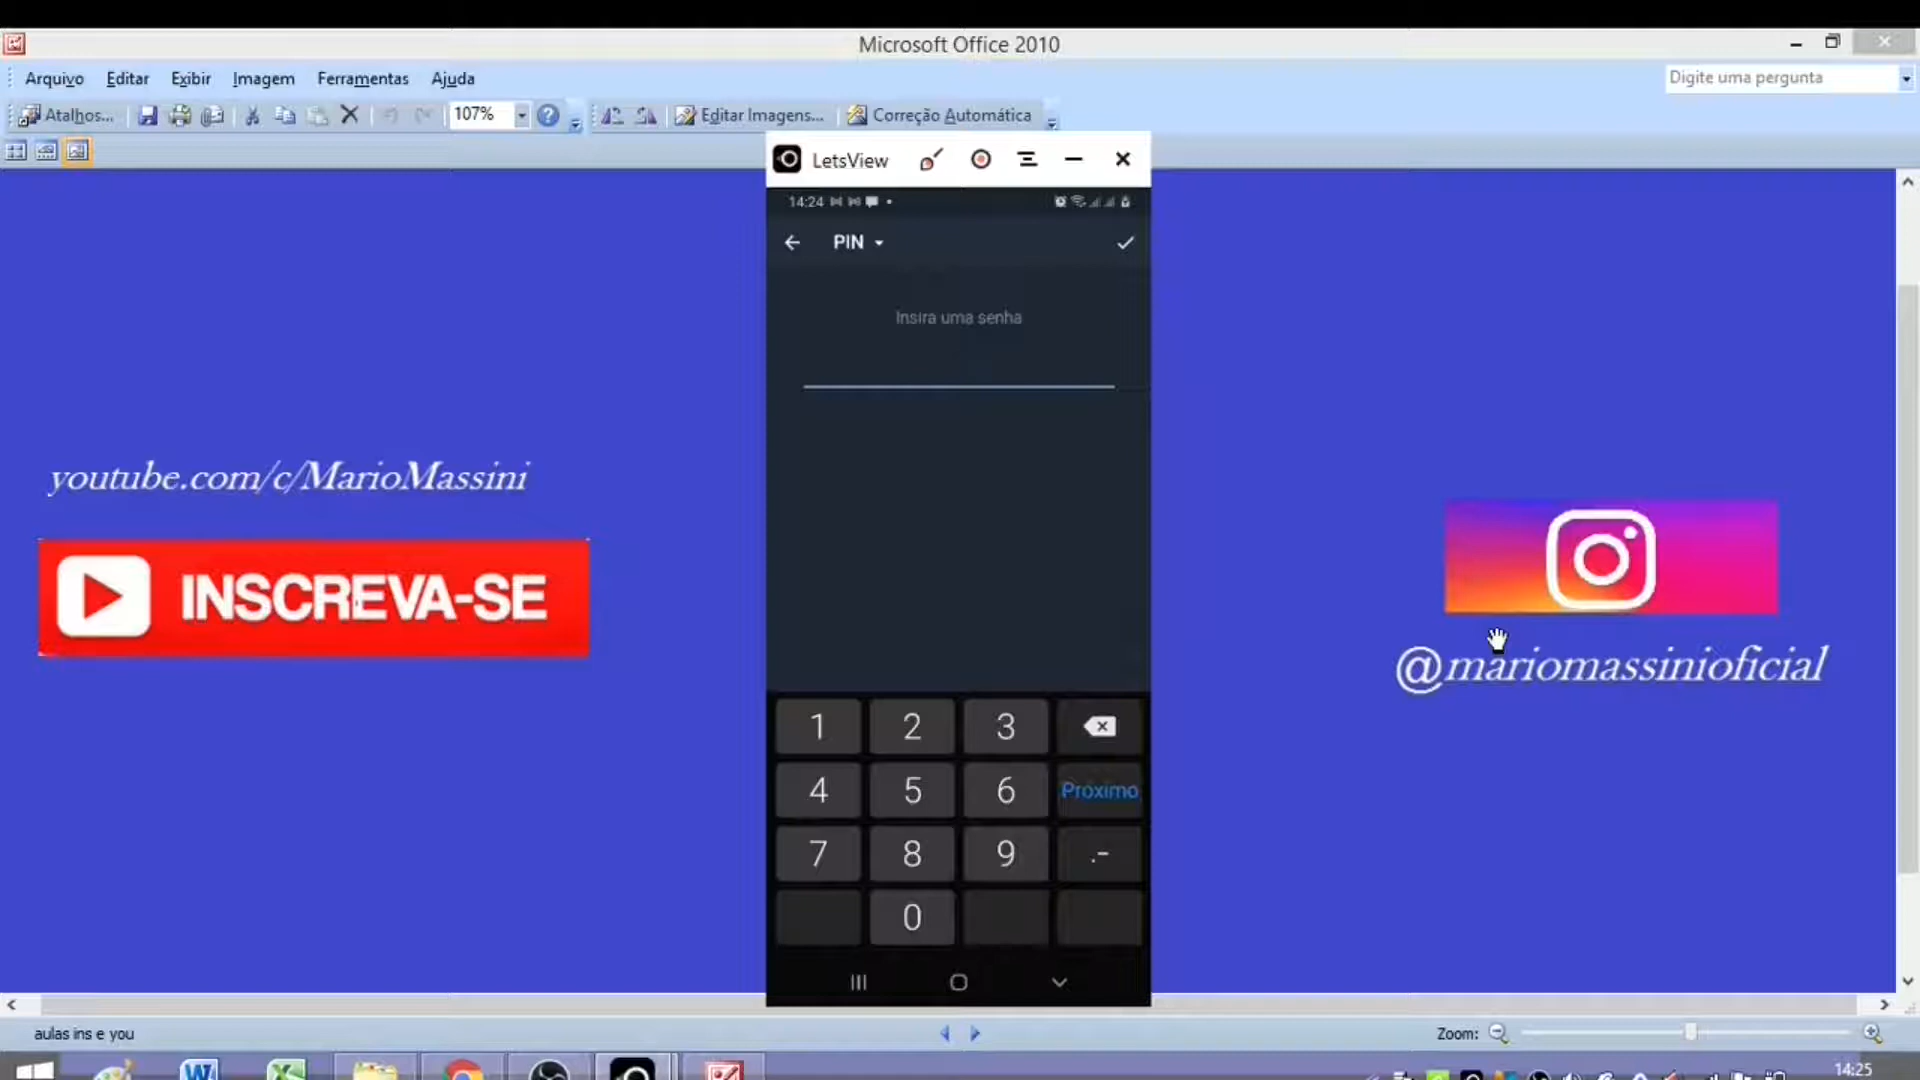 Microsoft Office 2010
Arquivo Editar Exibir Imagem Ferramentas Ajuda
Digite uma pergunta
Atalhos... 107% Editar Imagens... Correção Automática
LetsView
14:24
PIN
Insira uma senha
youtube.com/c/MarioMassini
INSCREVA-SE
@mariomassinioficial
1 2 3
4 5 6 Próximo
7 8 9 .-
0
aulas ins e you
Zoom:
14:25